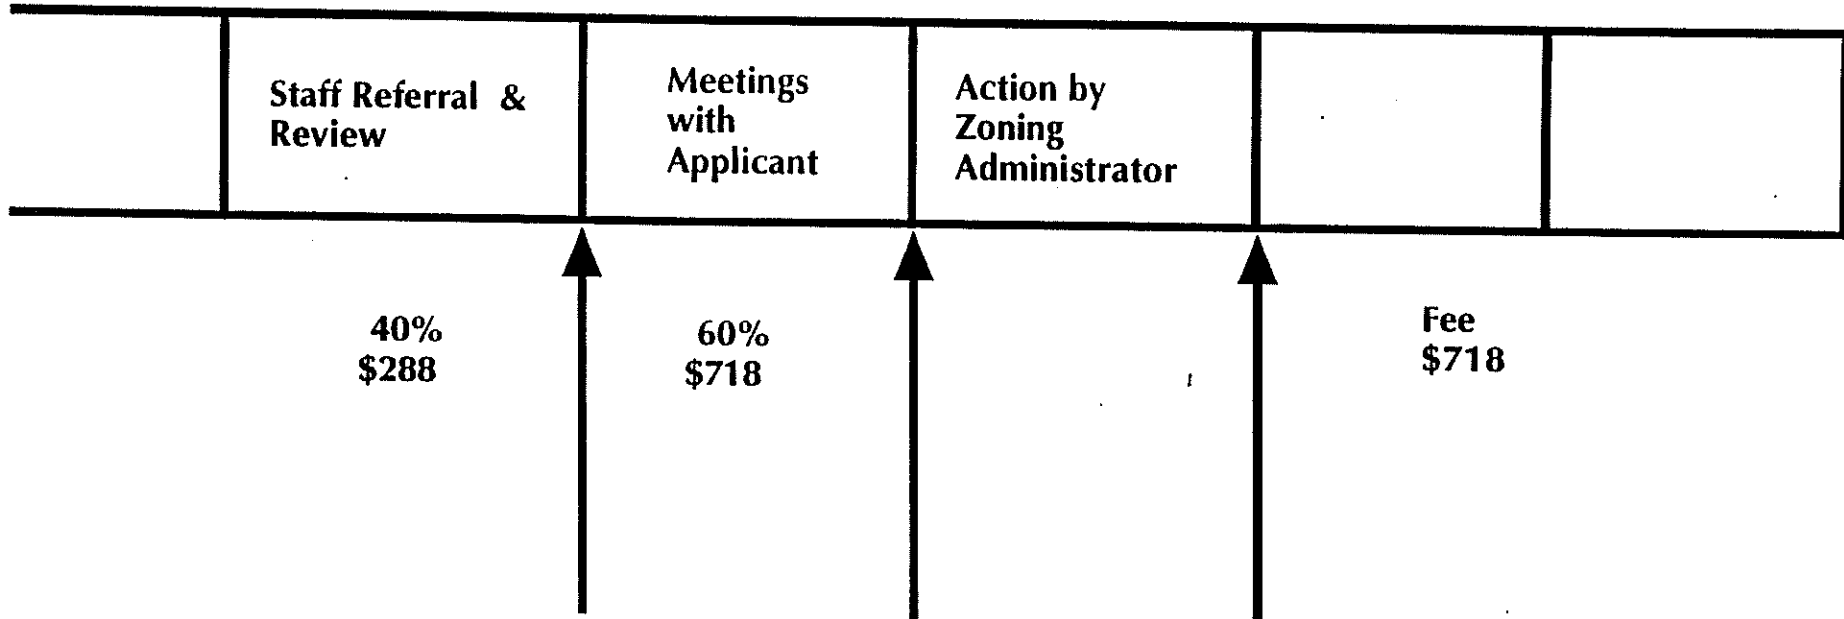 Staff Referral &
Review
Meetings
with
Applicant
Action by
Zoning
Administrator
40%
$288
60%
$718
Fee
$718